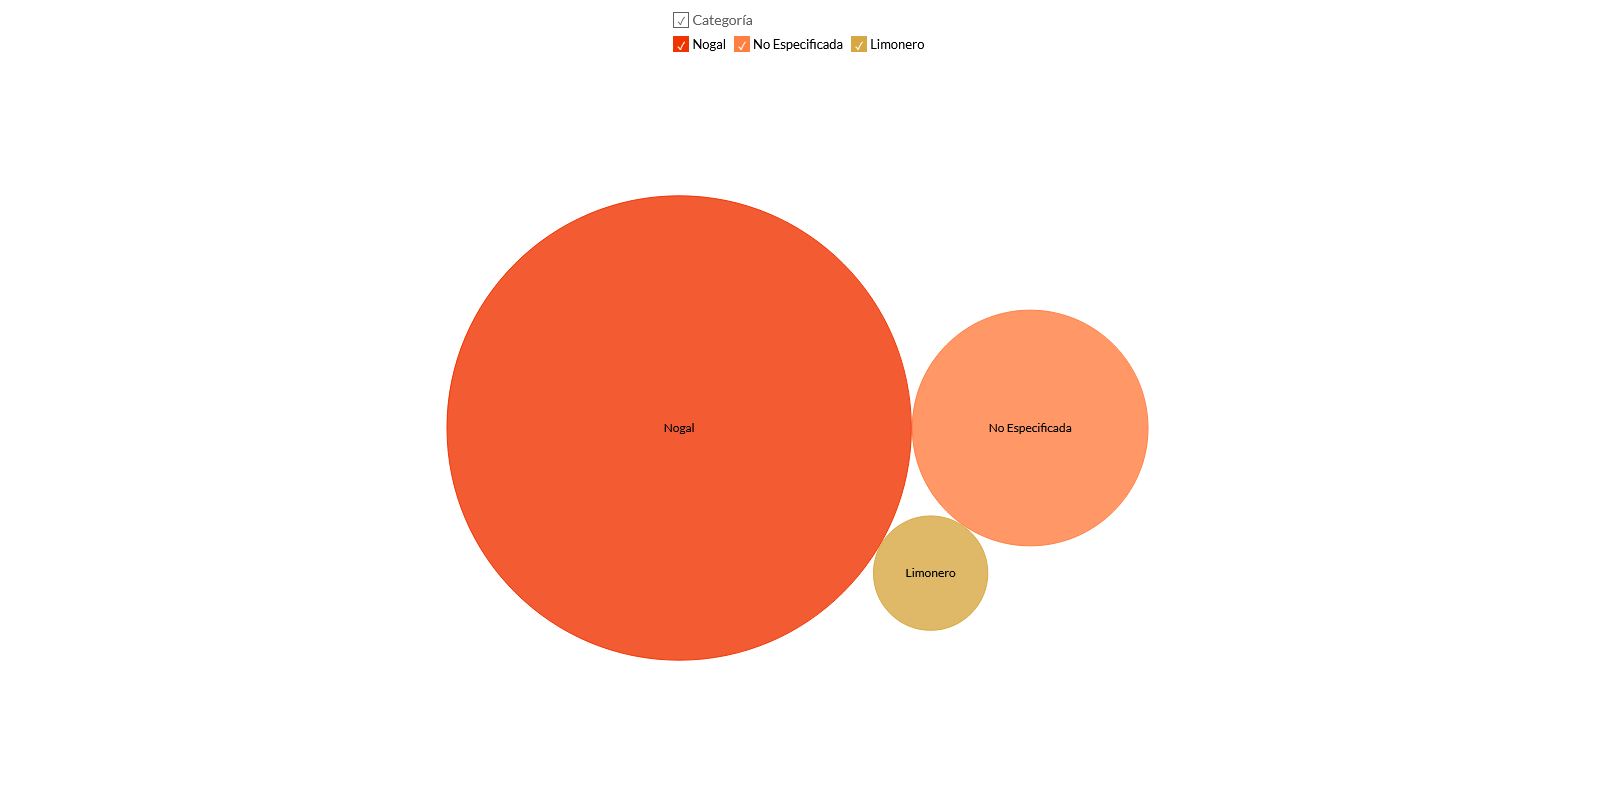 Categoría
Nogal No Especificada Limonero
Nogal
No Especificada
Limonero